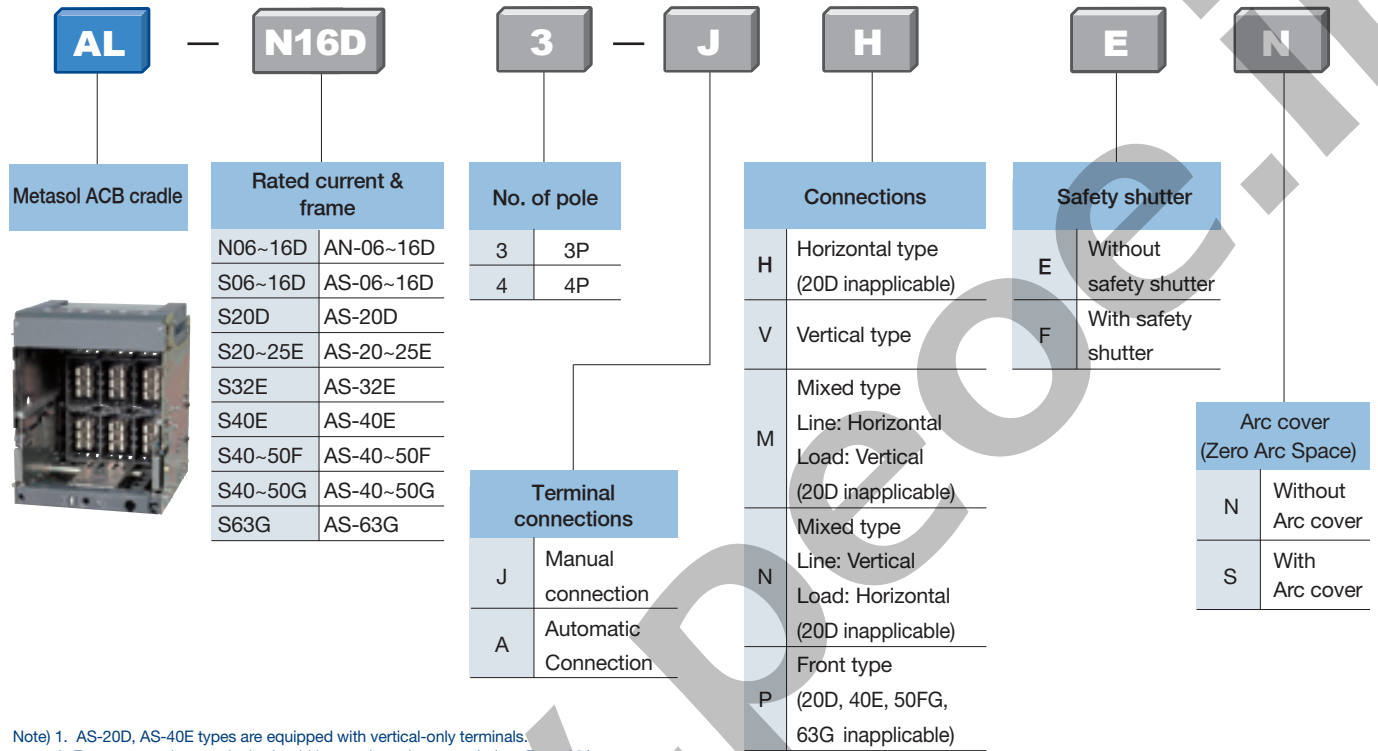 AL — N16D 3 — J H E N
Metasol ACB cradle
Rated current &
frame
N06~16D AN-06~16D
S06~16D AS-06~16D
S20D AS-20D
S20~25E AS-20~25E
S32E AS-32E
S40E AS-40E
S40~50F AS-40~50F
S40~50G AS-40~50G
S63G AS-63G
No. of pole
3 3P
4 4P
Terminal
connections
J Manual
connection
A Automatic
Connection
Connections
H Horizontal type
(20D inapplicable)
V Vertical type
M Mixed type
Line: Horizontal
Load: Vertical
(20D inapplicable)
N Mixed type
Line: Vertical
Load: Horizontal
(20D inapplicable)
P Front type
(20D, 40E, 50FG,
63G inapplicable)
Safety shutter
E Without
safety shutter
F With safety
shutter
Arc cover
(Zero Arc Space)
N Without
Arc cover
S With
Arc cover
Note) 1. AS-20D, AS-40E types are equipped with vertical-only terminals.